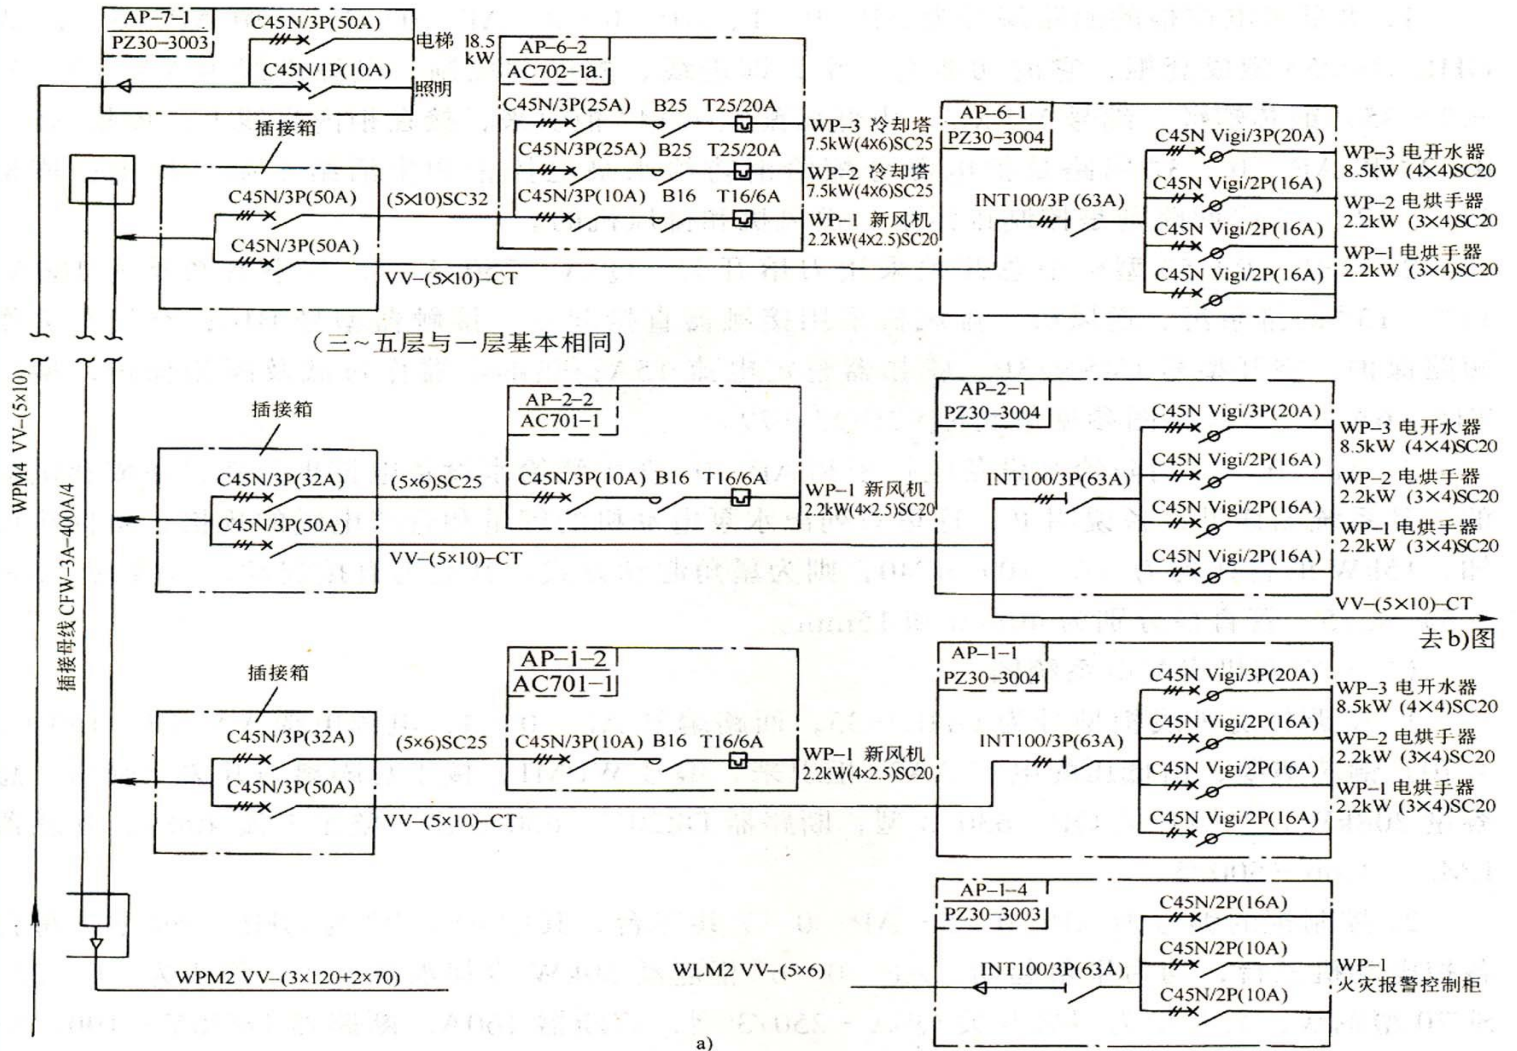 AP-7-1
PZ30-3003
C45N/3P(50A)
电梯 18.5
kW
C45N/1P(10A)
照明
AP-6-2
AC702-1a.
C45N/3P(25A) B25 T25/20A
WP-3 冷却塔
7.5kW(4x6)SC25
C45N/3P(25A) B25 T25/20A
WP-2 冷却塔
7.5kW(4x6)SC25
C45N/3P(10A) B16 T16/6A
WP-1 新风机
2.2kW(4×2.5)SC20
AP-6-1
PZ30-3004
INT100/3P (63A)
C45N Vigi/3P(20A)
WP-3 电开水器
8.5kW (4×4)SC20
C45N Vigi/2P(16A)
WP-2 电烘手器
2.2kW (3×4)SC20
C45N Vigi/2P(16A)
WP-1 电烘手器
2.2kW (3×4)SC20
C45N Vigi/2P(16A)
插接箱
C45N/3P(50A)
(5×10)SC32
C45N/3P(50A)
VV-(5×10)-CT
(三~五层与一层基本相同)
WPM4 VV-(5×10)
插接母线 CFW-3A-400A/4
插接箱
C45N/3P(32A)
(5×6)SC25
C45N/3P(50A)
VV-(5×10)-CT
AP-2-2
AC701-1
C45N/3P(10A) B16 T16/6A
WP-1 新风机
2.2kW(4×2.5)SC20
AP-2-1
PZ30-3004
INT100/3P(63A)
C45N Vigi/3P(20A)
WP-3 电开水器
8.5kW (4×4)SC20
C45N Vigi/2P(16A)
WP-2 电烘手器
2.2kW (3×4)SC20
C45N Vigi/2P(16A)
WP-1 电烘手器
2.2kW (3×4)SC20
C45N Vigi/2P(16A)
VV-(5×10)-CT
去b)图
插接箱
C45N/3P(32A)
(5×6)SC25
C45N/3P(50A)
VV-(5×10)-CT
AP-1-2
AC701-1
C45N/3P(10A) B16 T16/6A
WP-1 新风机
2.2kW(4×2.5)SC20
AP-1-1
PZ30-3004
INT100/3P(63A)
C45N Vigi/3P(20A)
WP-3 电开水器
8.5kW (4×4)SC20
C45N Vigi/2P(16A)
WP-2 电烘手器
2.2kW (3×4)SC20
C45N Vigi/2P(16A)
WP-1 电烘手器
2.2kW (3×4)SC20
C45N Vigi/2P(16A)
WPM2 VV-(3×120+2×70)
WLM2 VV-(5×6)
AP-1-4
PZ30-3003
INT100/3P(63A)
C45N/2P(16A)
C45N/2P(10A)
WP-1
火灾报警控制柜
C45N/2P(10A)
a)